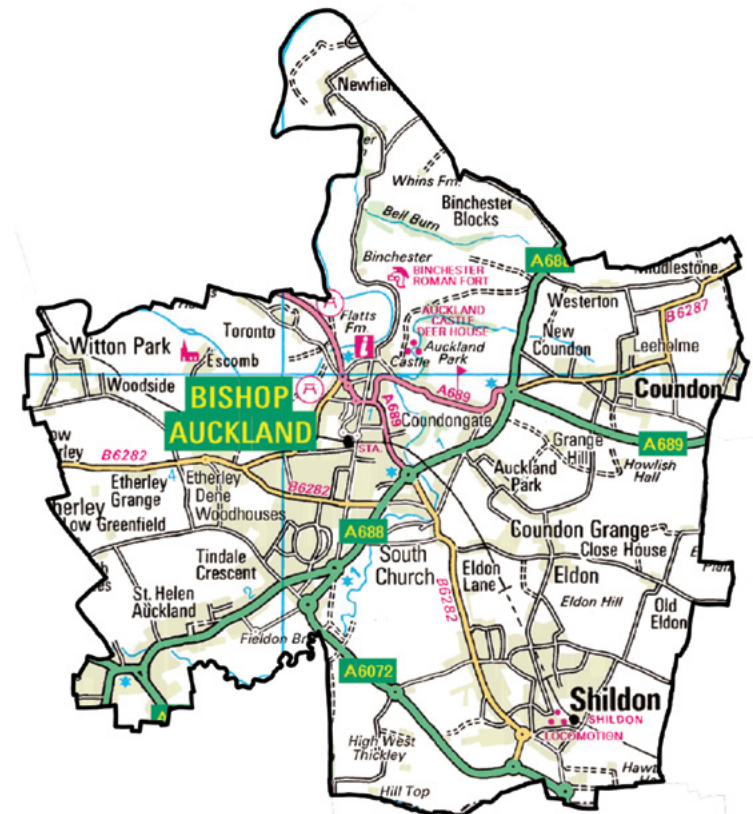 Newfield
Whins Fm.
Binchester
Blocks
Bell Burn
Binchester
BINCHESTER
ROMAN FORT
A688
Middlestone
Westerton
B6287
AUCKLAND
CASTLE
DEER HOUSE
Flatts
Fm.
Toronto
New
Coundon
Leeholme
Witton Park
Escomb
Castle
Auckland
Park
Woodside
BISHOP
AUCKLAND
A689
Coundon
A689
Coundongate
7
STA.
A689
Grange
Hill
Howlish
Hall
B6282
4
Etherley
Grange
Etherley
Dene
Auckland
Park
B6282
Low Greenfield
Woodhouses
A688
Coundon Grange
Close House
South
Church
Tindale
Crescent
Eldon
Lane
Eldon
B6282
St. Helen
Auckland
2
1
Eldon Hill
Old
Eldon
A6072
Shildon
SHILDON
LOCOMOTION
High West
Thickley
Hill Top